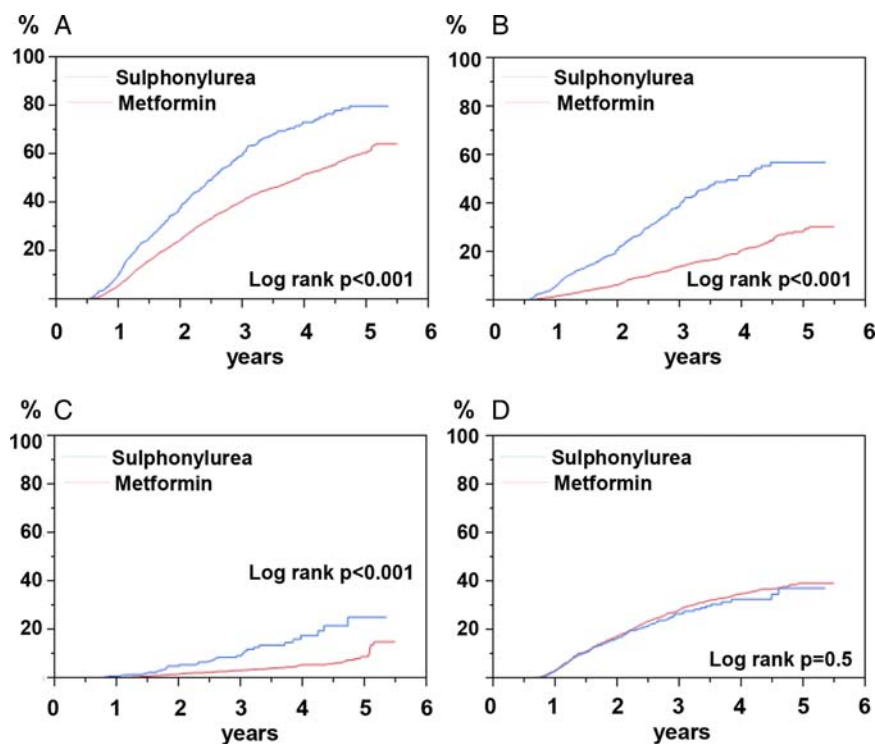 % A
100
80
60
40
20
Sulphonylurea
Metformin
Log rank p<0.001
0 1 2 3 4 5 6
years
% B
100
80
60
40
20
Sulphonylurea
Metformin
Log rank p<0.001
0 1 2 3 4 5 6
years
% C
100
80
60
40
20
Sulphonylurea
Metformin
Log rank p<0.001
0 1 2 3 4 5 6
years
% D
100
80
60
40
20
Sulphonylurea
Metformin
Log rank p=0.5
0 1 2 3 4 5 6
years